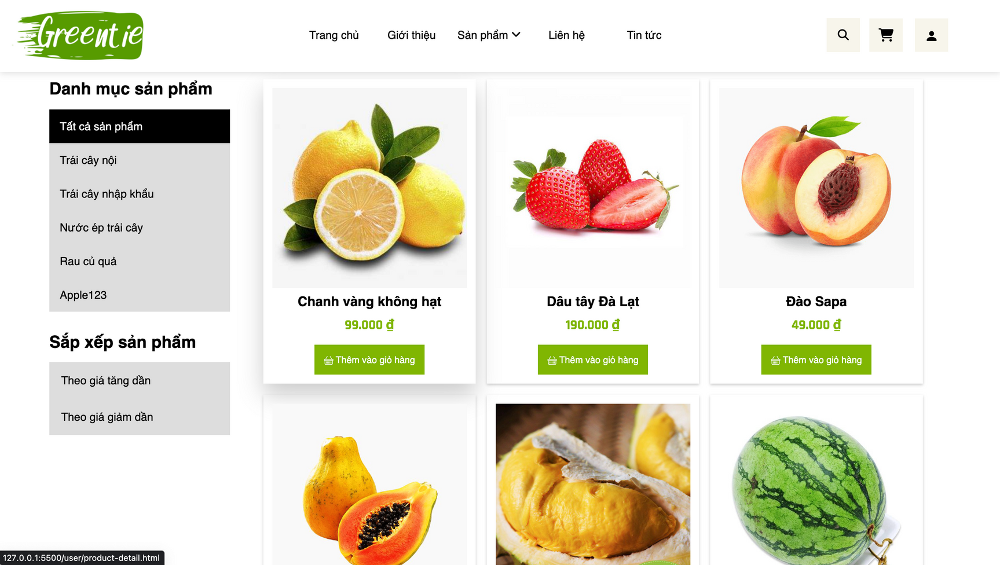 Greentie
Trang chủ
Giới thiệu
Sản phẩm
Liên hệ
Tin tức
Danh mục sản phẩm
Tất cả sản phẩm
Trái cây nội
Trái cây nhập khẩu
Nước ép trái cây
Rau củ quả
Apple123
Sắp xếp sản phẩm
Theo giá tăng dần
Theo giá giảm dần
Chanh vàng không hạt
99.000 ₫
Thêm vào giỏ hàng
Dâu tây Đà Lạt
190.000 ₫
Thêm vào giỏ hàng
Đào Sapa
49.000 ₫
Thêm vào giỏ hàng
127.0.0.1:5500/user/product-detail.html